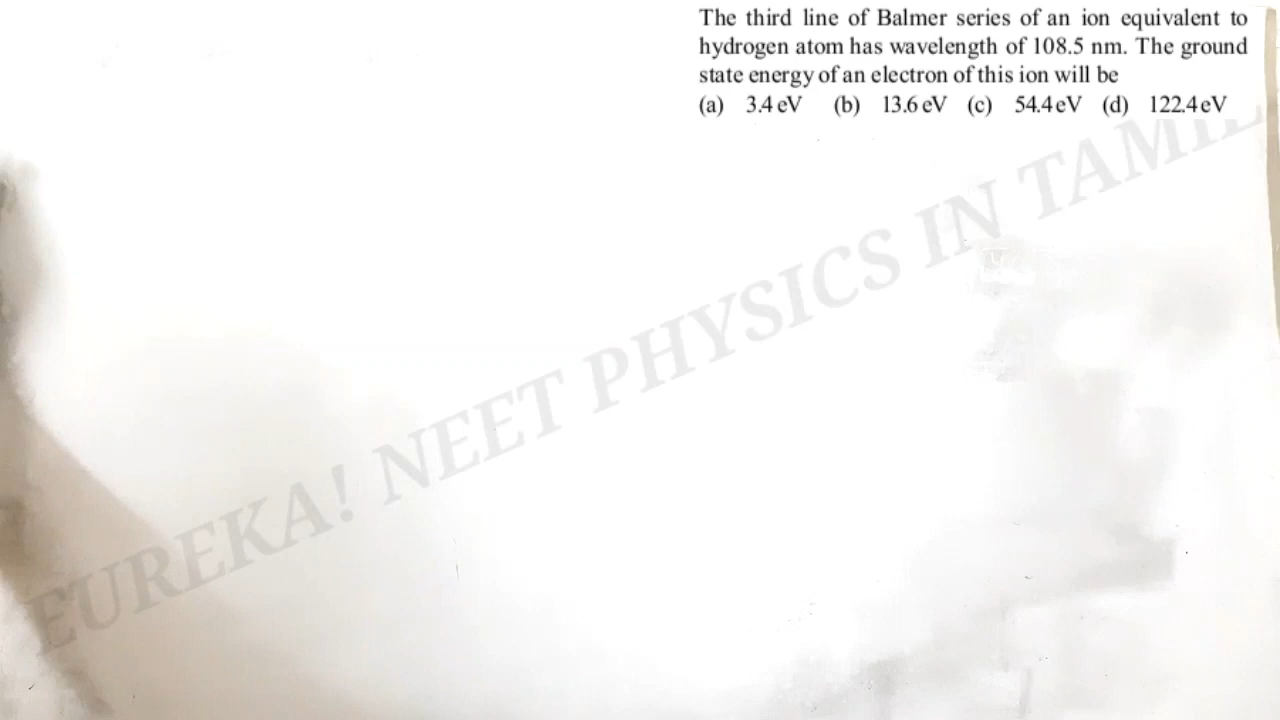 The third line of Balmer series of an ion equivalent to
hydrogen atom has wavelength of 108.5 nm. The ground
state energy of an electron of this ion will be
(a) 3.4 eV (b) 13.6 eV (c) 54.4 eV (d) 122.4 eV
EUREKA! NEET PHYSICS IN TAMIL